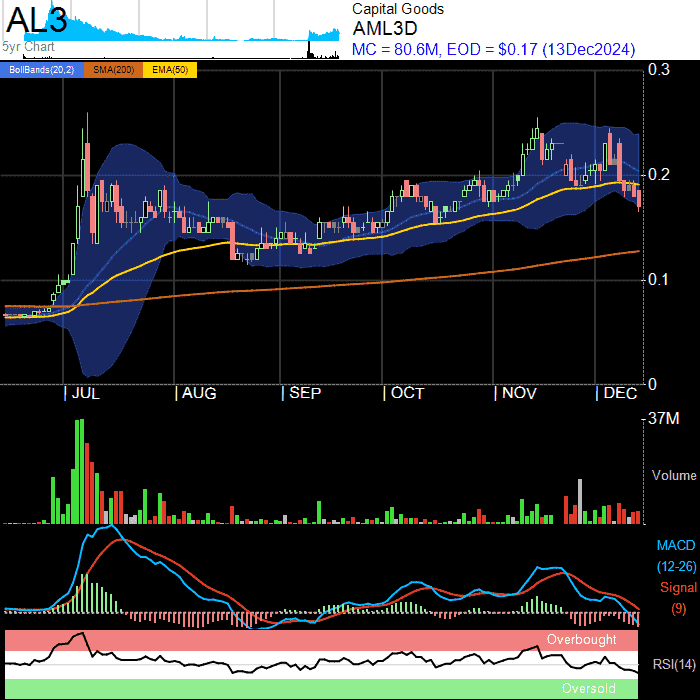 AL3
5yr Chart
Capital Goods
AML3D
MC = 80.6M, EOD = $0.17 (13Dec2024)
BollBands(20,2) SMA(200) EMA(50)
0.3
0.2
0.1
0
JUL AUG SEP OCT NOV DEC
37M
Volume
MACD
(12-26)
Signal
(9)
Overbought
RSI(14)
Oversold